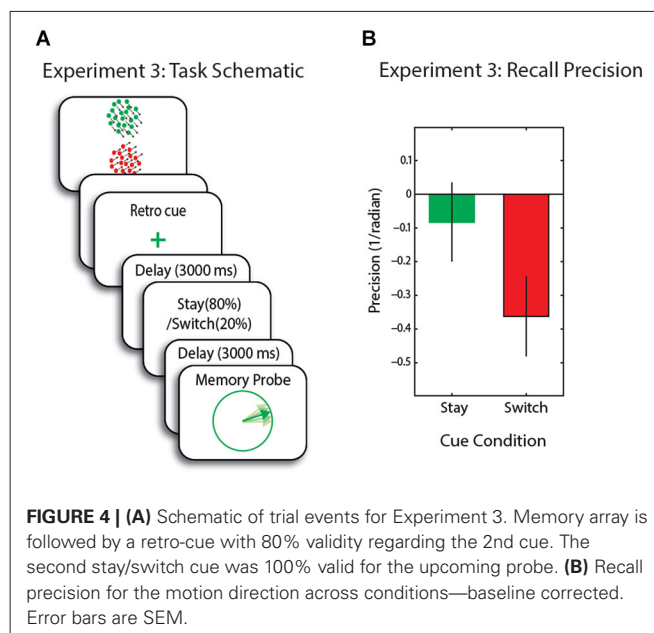 A
Experiment 3: Task Schematic
Retro cue
Delay (3000 ms)
Stay(80%)
/Switch(20%)
Delay (3000 ms)
Memory Probe
B
Experiment 3: Recall Precision
Precision (1/radian)
0.1
0
−0.1
−0.2
−0.3
−0.4
−0.5
Stay Switch
Cue Condition
FIGURE 4 | (A) Schematic of trial events for Experiment 3. Memory array is
followed by a retro-cue with 80% validity regarding the 2nd cue. The
second stay/switch cue was 100% valid for the upcoming probe. (B) Recall
precision for the motion direction across conditions—baseline corrected.
Error bars are SEM.